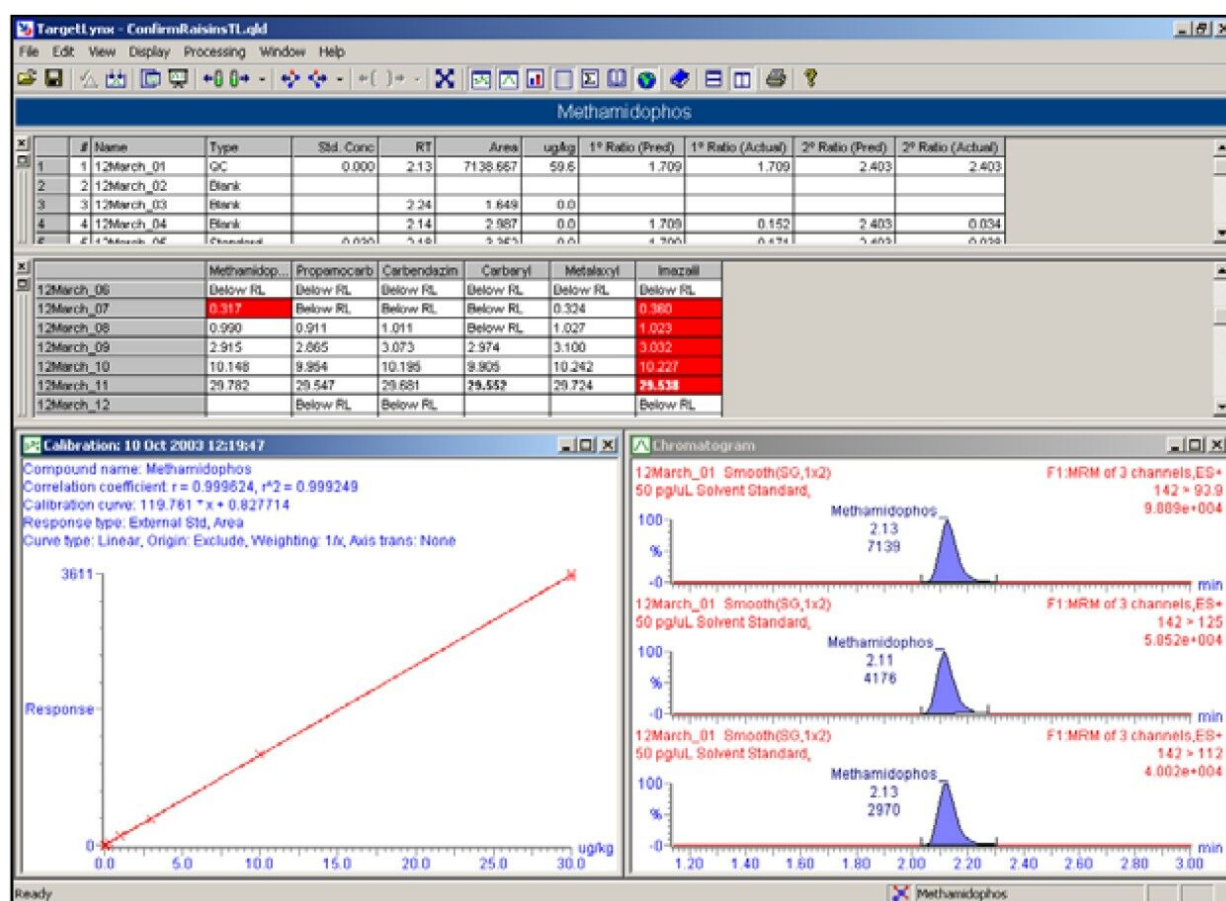 TargetLynx - ConfirmRaisinsTL.qld
File Edit View Display Processing Window Help
Methamidophos
# Name Type Std. Conc RT Area ug/kg 1º Ratio (Pred) 1º Ratio (Actual) 2º Ratio (Pred) 2º Ratio (Actual)
1 1 12March_01 QC 0.000 2.13 7138.667 59.6 1.709 1.709 2.403 2.403
2 2 12March_02 Blank
3 3 12March_03 Blank 2.24 1.649 0.0
4 4 12March_04 Blank 2.14 2.987 0.0 1.709 0.152 2.403 0.034
Methamidop... Propamocarb Carbendazim Carbaryl Metalaxyl Imazalil
12March_06 Below RL Below RL Below RL Below RL Below RL Below RL
12March_07 0.317 Below RL Below RL Below RL 0.324 0.360
12March_08 0.990 0.911 1.011 Below RL 1.027 1.023
12March_09 2.915 2.865 3.073 2.974 3.100 3.032
12March_10 10.148 9.954 10.195 9.905 10.242 10.227
12March_11 29.782 29.547 29.681 29.552 29.724 29.538
12March_12 Below RL Below RL Below RL
Calibration: 10 Oct 2003 12:19:47
Compound name: Methamidophos
Correlation coefficient: r = 0.999624, r^2 = 0.999249
Calibration curve: 119.761 * x + 0.827714
Response type: External Std, Area
Curve type: Linear, Origin: Exclude, Weighting: 1/x, Axis trans: None
3611
Response
0
0.0 5.0 10.0 15.0 20.0 25.0 30.0
ug/kg
Chromatogram
12March_01 Smooth(SG,1x2) F1:MRM of 3 channels,ES+
50 pg/uL Solvent Standard, 142 > 93.9
9.889e+004
Methamidophos
2.13
7139
100
%
-0
min
12March_01 Smooth(SG,1x2) F1:MRM of 3 channels,ES+
50 pg/uL Solvent Standard, 142 > 125
5.852e+004
Methamidophos
2.11
4176
100
%
-0
min
12March_01 Smooth(SG,1x2) F1:MRM of 3 channels,ES+
50 pg/uL Solvent Standard, 142 > 112
4.002e+004
Methamidophos
2.13
2970
100
%
-0
min
1.20 1.40 1.60 1.80 2.00 2.20 2.40 2.60 2.80 3.00
Ready Methamidophos